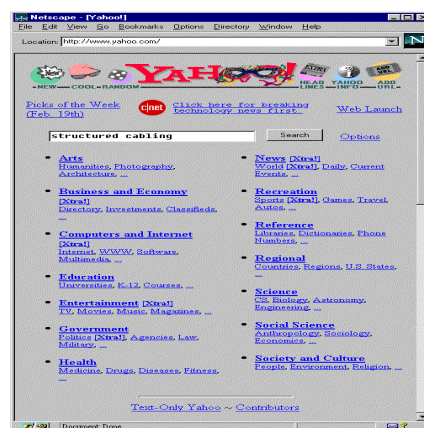 Netscape - [Yahoo!]
File Edit View Go Bookmarks Options Directory Window Help
Location: http://www.yahoo.com/
N
NEW COOL RANDOM YAHOO! HEAD LINES YAHOO INFO ADD URL
Picks of the Week (Feb. 19th)
c|net
Click here for breaking technology news first.
Web Launch
structured cabling Search Options
Arts
Humanities, Photography, Architecture, ...
Business and Economy [Xtra!]
Directory, Investments, Classifieds, ...
Computers and Internet [Xtra!]
Internet, WWW, Software, Multimedia, ...
Education
Universities, K-12, Courses, ...
Entertainment [Xtra!]
TV, Movies, Music, Magazines, ...
Government
Politics [Xtra!], Agencies, Law, Military, ...
Health
Medicine, Drugs, Diseases, Fitness, ...
News [Xtra!]
World [Xtra!], Daily, Current Events, ...
Recreation
Sports [Xtra!], Games, Travel, Autos, ...
Reference
Libraries, Dictionaries, Phone Numbers, ...
Regional
Countries, Regions, U.S. States, ...
Science
CS, Biology, Astronomy, Engineering, ...
Social Science
Anthropology, Sociology, Economics, ...
Society and Culture
People, Environment, Religion, ...
Text-Only Yahoo ~ Contributors
Document Done